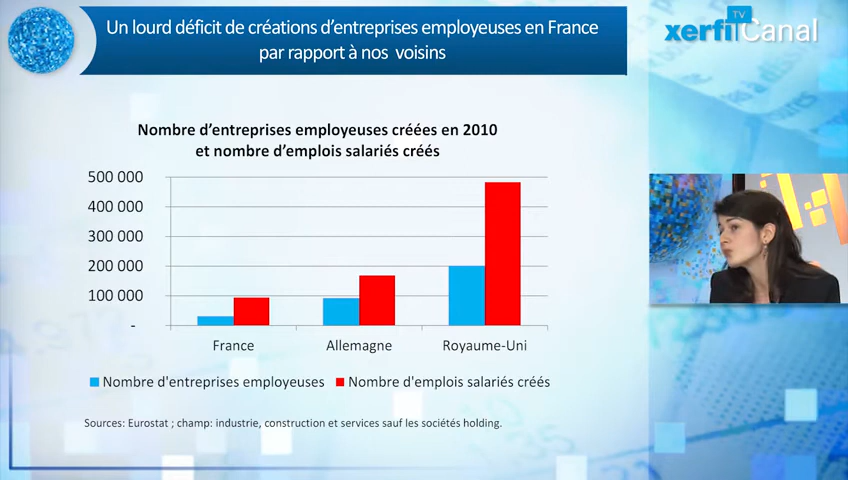 Un lourd déficit de créations d’entreprises employeuses en France
par rapport à nos voisins
xerfi TV Canal
Nombre d’entreprises employeuses créées en 2010
et nombre d’emplois salariés créés
500 000
400 000
300 000
200 000
100 000
-
France Allemagne Royaume-Uni
Nombre d'entreprises employeuses Nombre d'emplois salariés créés
Sources: Eurostat ; champ: industrie, construction et services sauf les sociétés holding.